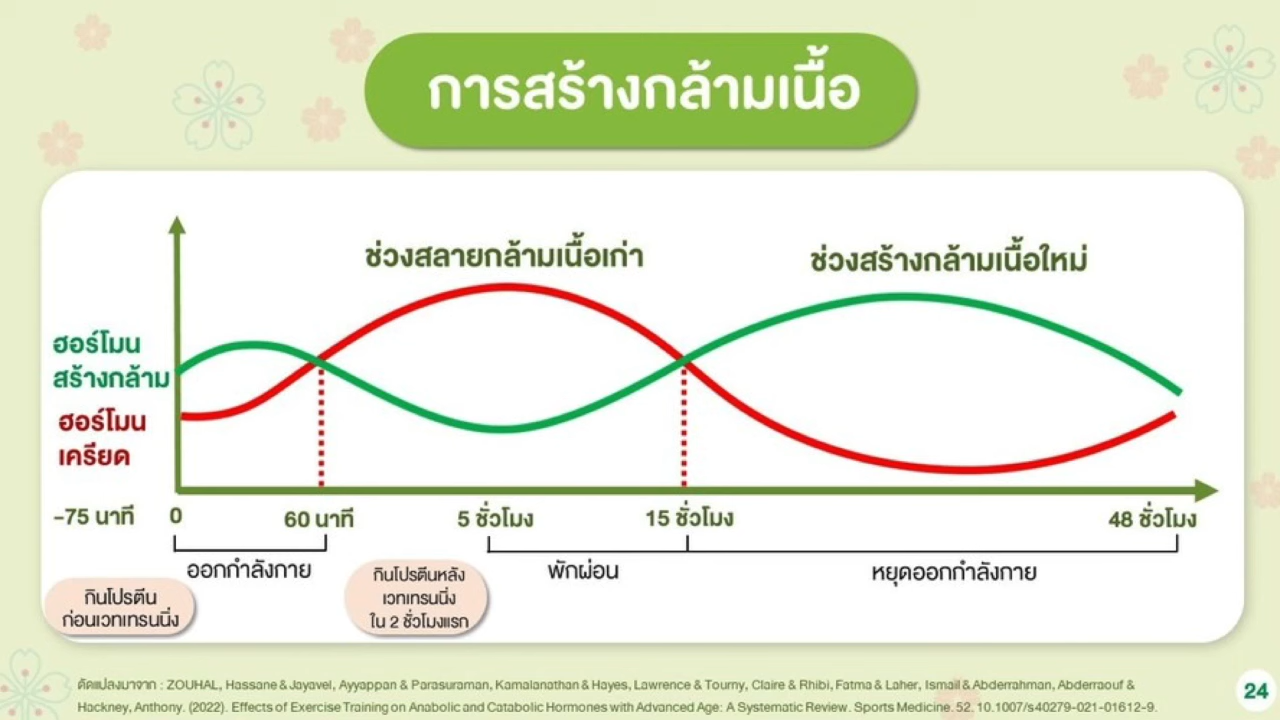 การสร้างกล้ามเนื้อ
ช่วงสลายกล้ามเนื้อเก่า
ช่วงสร้างกล้ามเนื้อใหม่
ฮอร์โมน
สร้างกล้าม
ฮอร์โมน
เครียด
-75 นาที 0 60 นาที 5 ชั่วโมง 15 ชั่วโมง 48 ชั่วโมง
ออกกำลังกาย พักผ่อน หยุดออกกำลังกาย
กินโปรตีน
ก่อนเวทเทรนนิ่ง
กินโปรตีนหลัง
เวทเทรนนิ่ง
ใน 2 ชั่วโมงแรก
ดัดแปลงมาจาก : ZOUHAL, Hassane & Jayavel, Ayyappan & Parasuraman, Kamalanathan & Hayes, Lawrence & Tourny, Claire & Rhibi, Fatma & Laher, Ismail & Abderrahman, Abderraouf &
Hackney, Anthony. (2022). Effects of Exercise Training on Anabolic and Catabolic Hormones with Advanced Age: A Systematic Review. Sports Medicine. 52. 10.1007/s40279-021-01612-9.
24